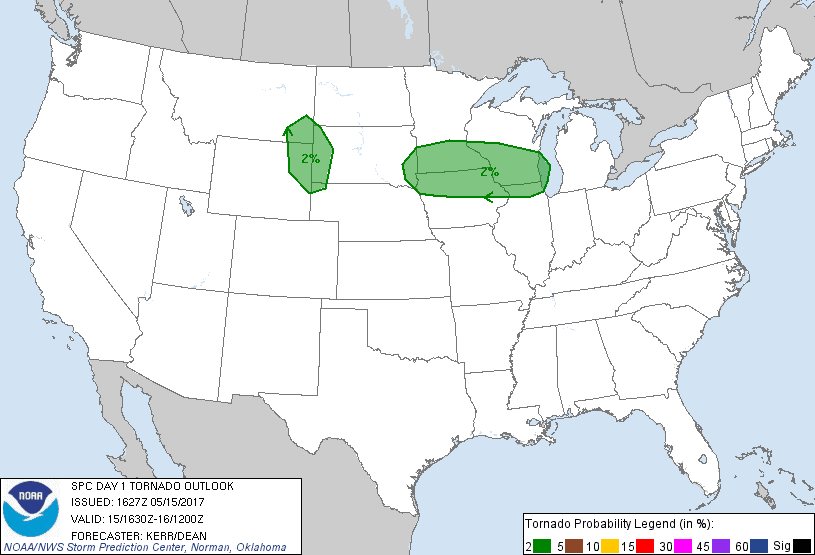 2%
2%
NOAA
SPC DAY 1 TORNADO OUTLOOK
ISSUED: 1627Z 05/15/2017
VALID: 15/1630Z-16/1200Z
FORECASTER: KERR/DEAN
NOAA/NWS Storm Prediction Center, Norman, Oklahoma
Tornado Probability Legend (in %):
2 5 10 15 30 45 60 Sig